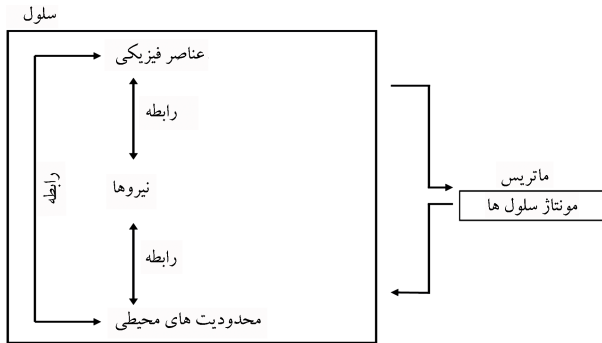 سلول
عناصر فیزیکی
رابطه
رابطه
نیروها
رابطه
محدودیت های محیطی
ماتریس
مونتاژ سلول ها